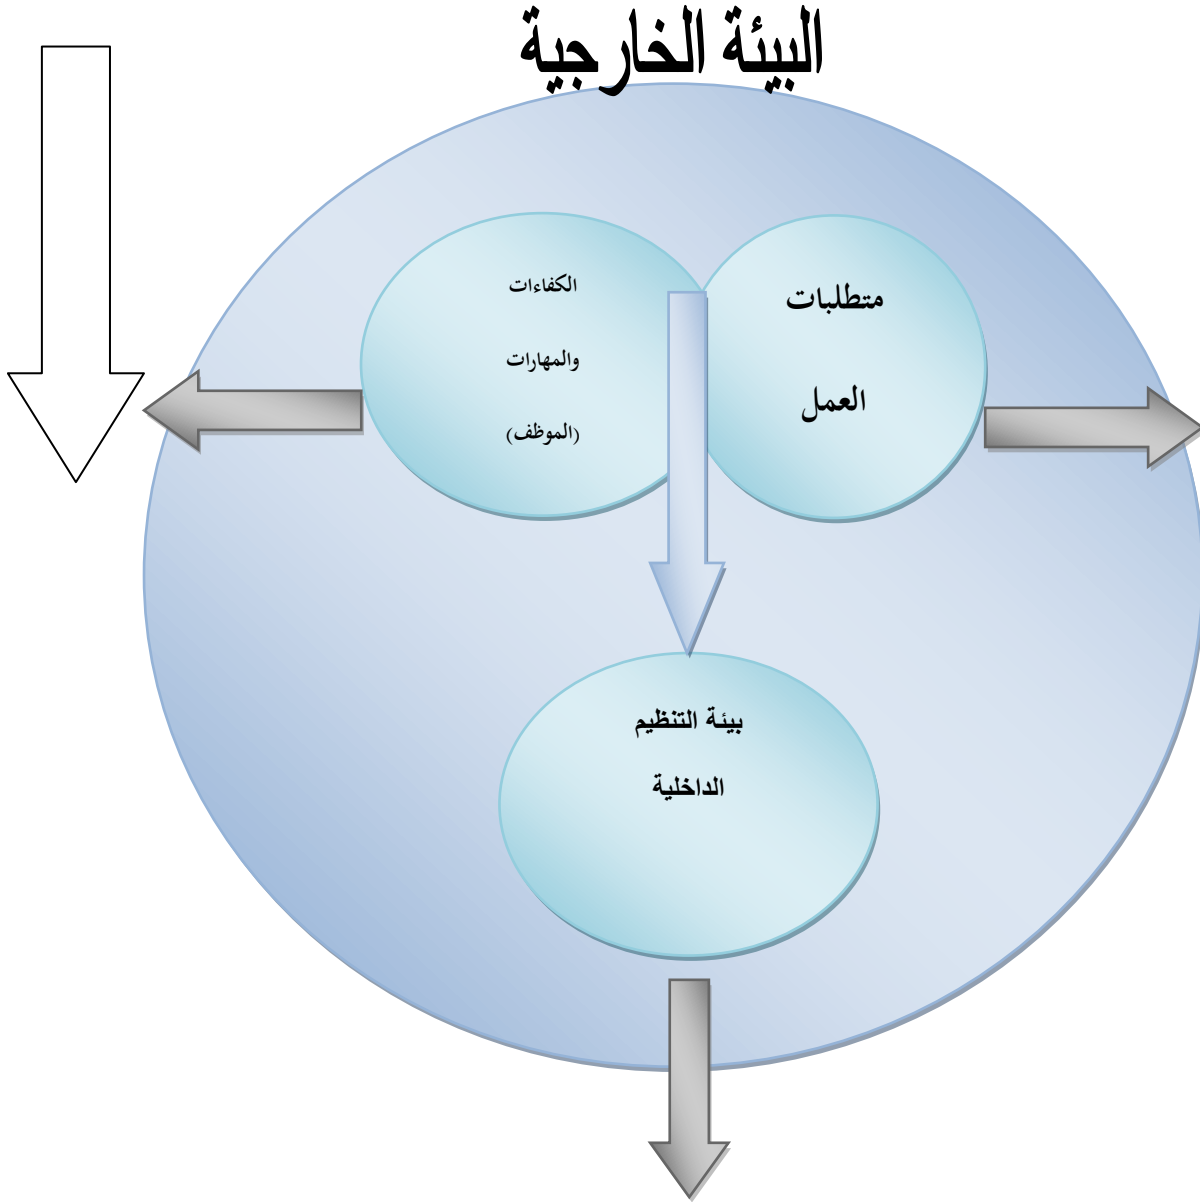 البيئة الخارجية
متطلبات
العمل
الكفاءات
والمهارات
(الموظف)
بيئة التنظيم
الداخلية